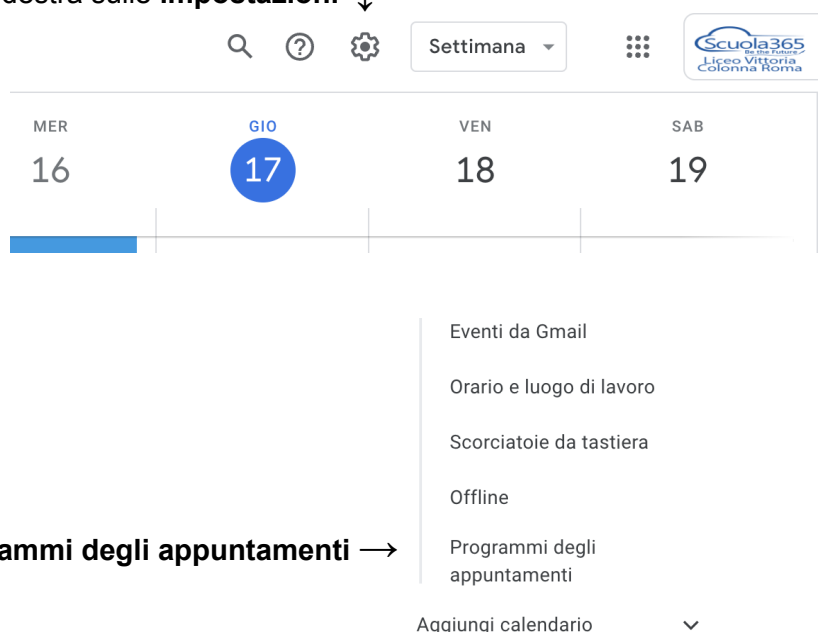 destra sullo impostazioni ↓
Settimana
Scuola365
Be the Future
Liceo Vittoria
Colonna Roma
MER
GIO
VEN
SAB
16
17
18
19
Eventi da Gmail
Orario e luogo di lavoro
Scorciatoie da tastiera
Offline
ammi degli appuntamenti →
Programmi degli
appuntamenti
Aggiungi calendario